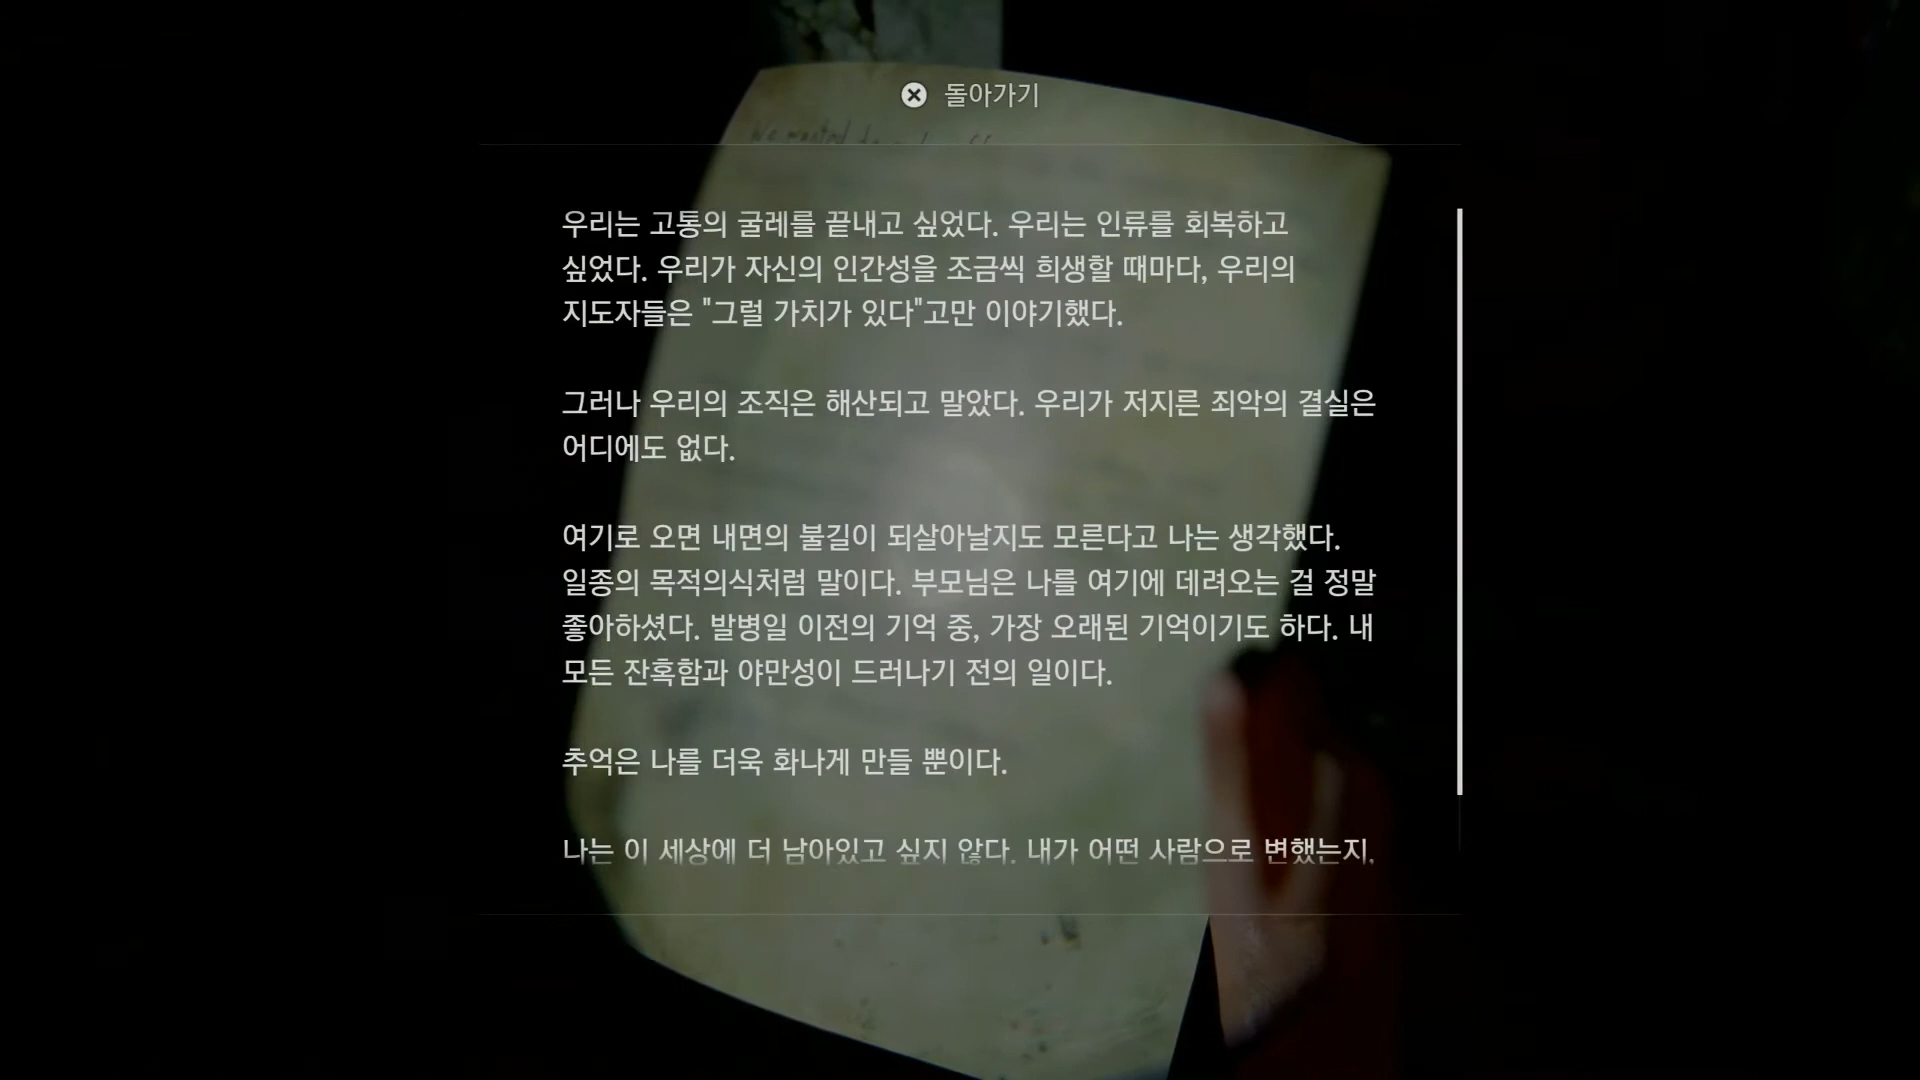 돌아가기
We wanted
우리는 고통의 굴레를 끝내고 싶었다. 우리는 인류를 회복하고
싶었다. 우리가 자신의 인간성을 조금씩 희생할 때마다, 우리의
지도자들은 "그럴 가치가 있다"고만 이야기했다.
그러나 우리의 조직은 해산되고 말았다. 우리가 저지른 죄악의 결실은
어디에도 없다.
여기로 오면 내면의 불길이 되살아날지도 모른다고 나는 생각했다.
일종의 목적의식처럼 말이다. 부모님은 나를 여기에 데려오는 걸 정말
좋아하셨다. 발병일 이전의 기억 중, 가장 오래된 기억이기도 하다. 내
모든 잔혹함과 야만성이 드러나기 전의 일이다.
추억은 나를 더욱 화나게 만들 뿐이다.
나는 이 세상에 더 남아있고 싶지 않다. 내가 어떤 사람으로 변했는지,